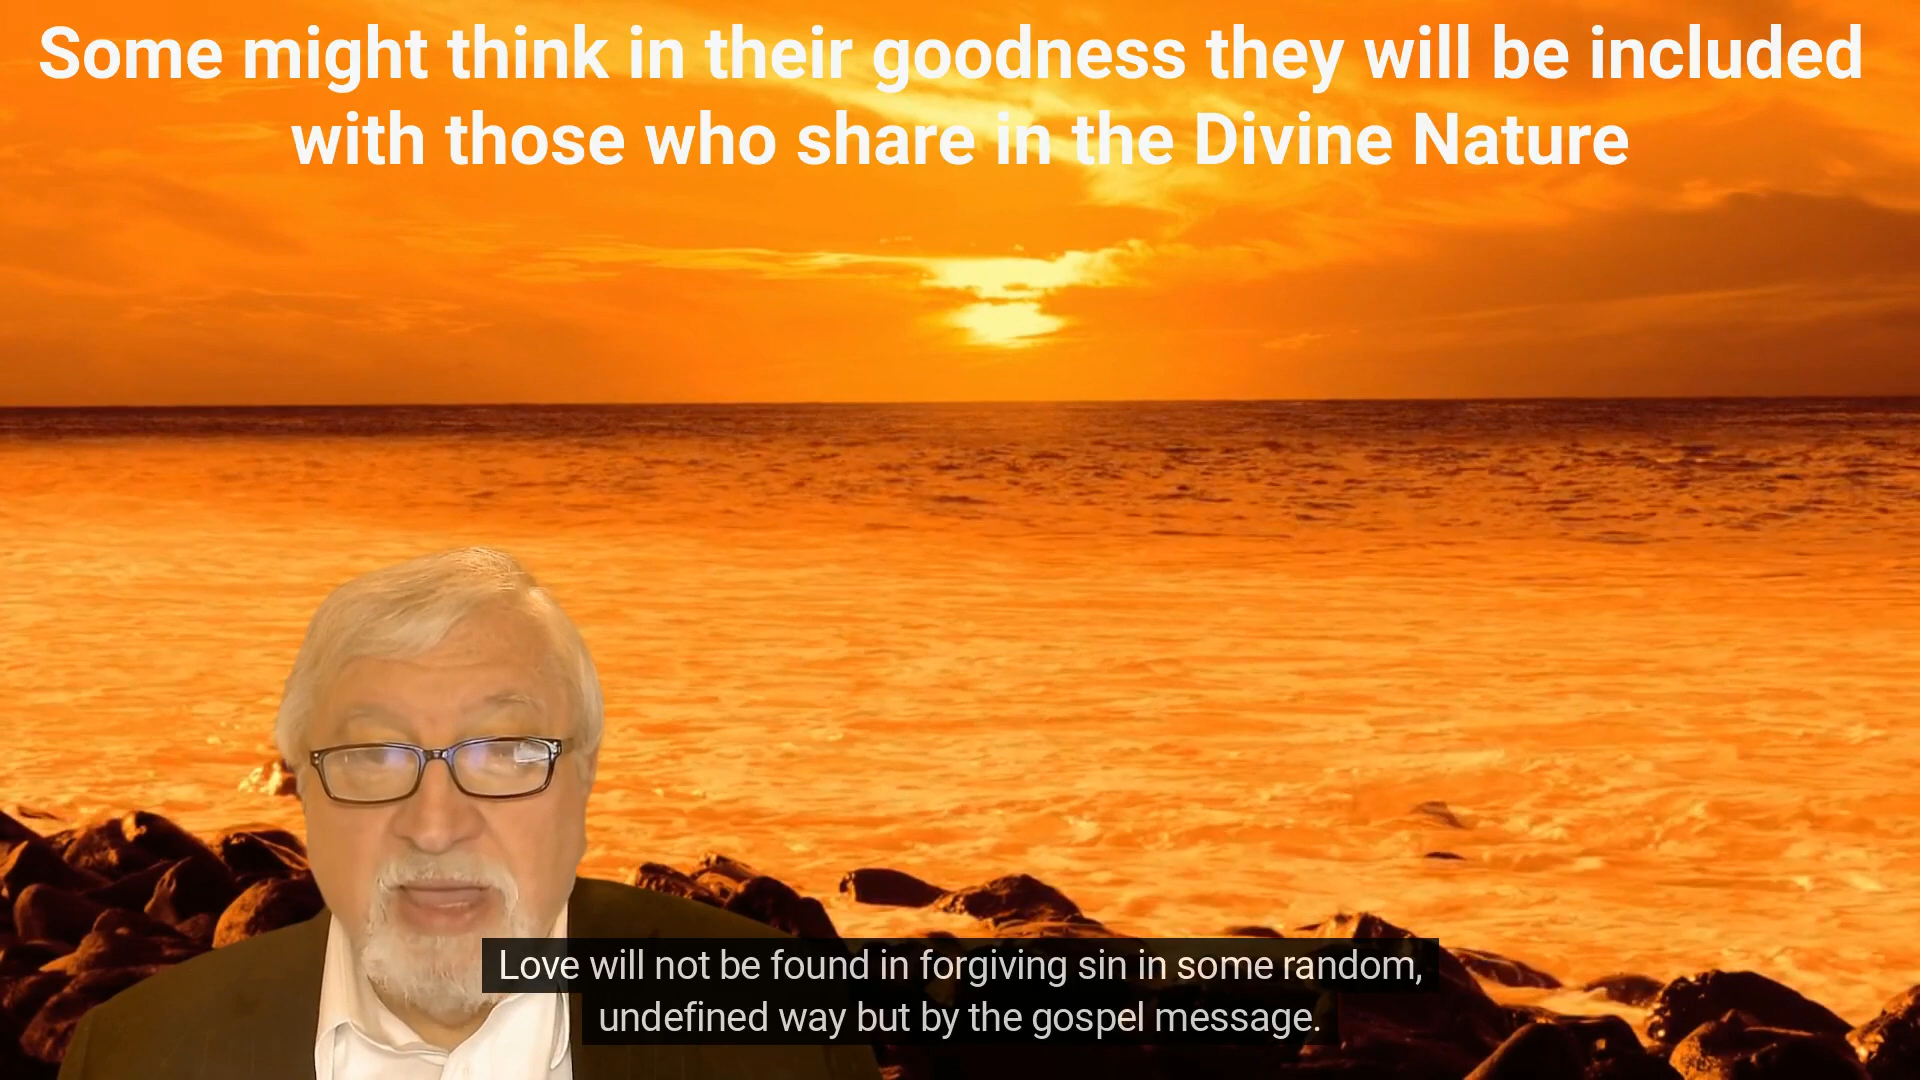 Some might think in their goodness they will be included
with those who share in the Divine Nature
Love will not be found in forgiving sin in some random,
undefined way but by the gospel message.